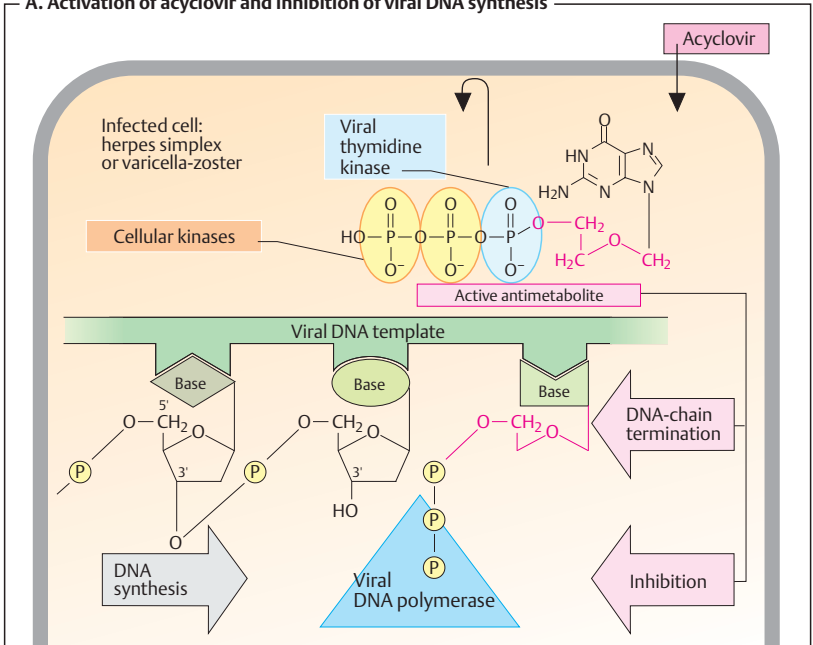 A. Activation of acyclovir and inhibition of viral DNA synthesis
Acyclovir
Infected cell:
herpes simplex
or varicella-zoster
Viral
thymidine
kinase
O
HN
N
H2N
N
N
Cellular kinases
O
O
O
HO
P
O
P
O
P
O
CH2
O
O–
O–
O–
H2C
CH2
Active antimetabolite
Viral DNA template
Base
Base
Base
5'
O
CH2
O
3'
O
CH2
O
3'
O
CH2
O
DNA-chain
termination
P
P
P
HO
O
P
P
DNA
synthesis
Viral
DNA polymerase
Inhibition